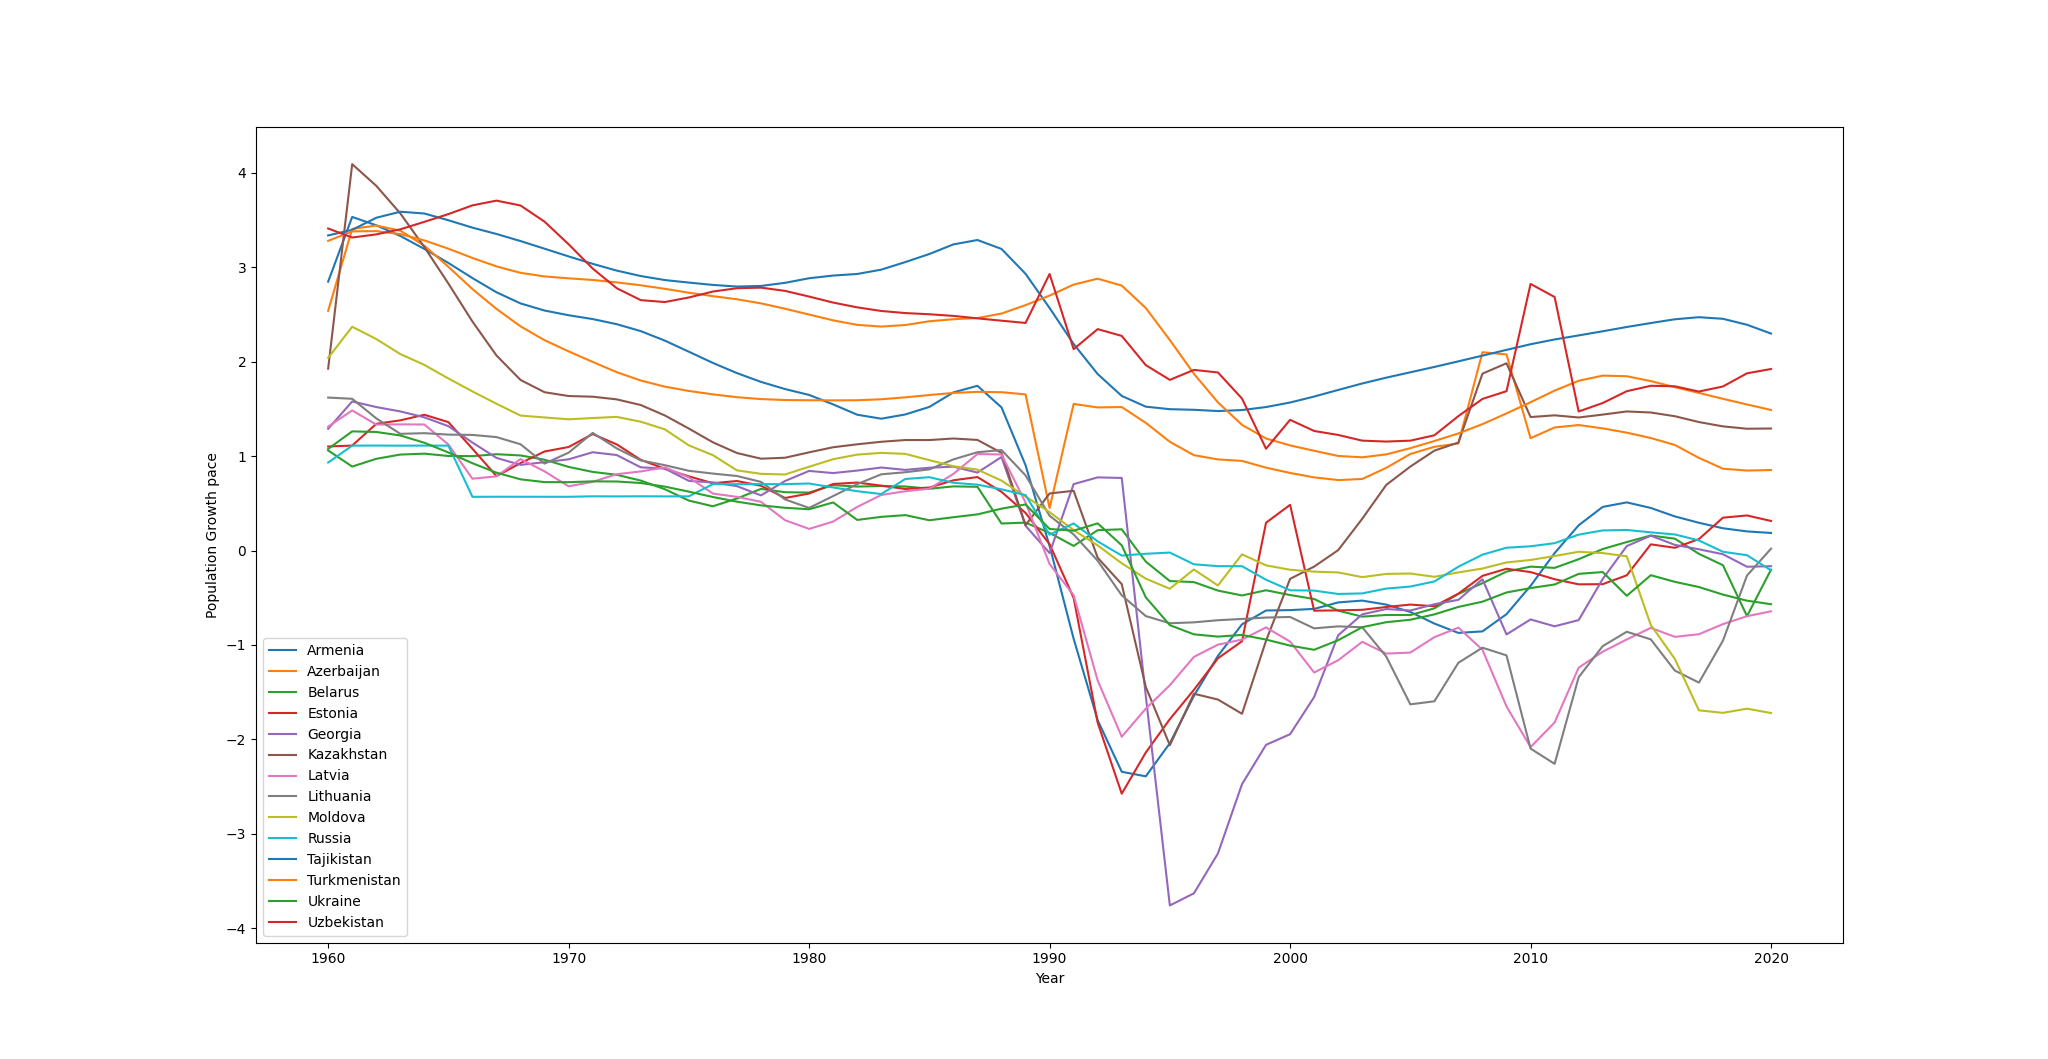 4
3
2
1
0
−1
−2
−3
−4
Population Growth pace
Armenia
Azerbaijan
Belarus
Estonia
Georgia
Kazakhstan
Latvia
Lithuania
Moldova
Russia
Tajikistan
Turkmenistan
Ukraine
Uzbekistan
1960 1970 1980 1990 2000 2010 2020
Year